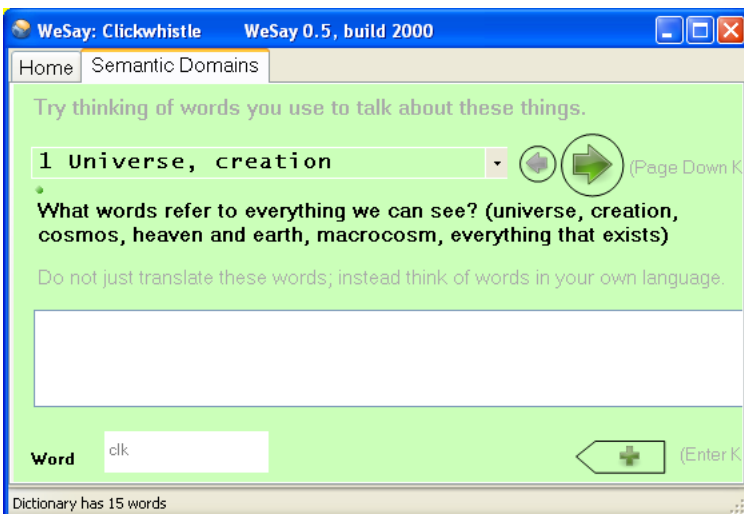 WeSay: Clickwhistle WeSay 0.5, build 2000
Home Semantic Domains
Try thinking of words you use to talk about these things.
1 Universe, creation
(Page Down K
What words refer to everything we can see? (universe, creation,
cosmos, heaven and earth, macrocosm, everything that exists)
Do not just translate these words; instead think of words in your own language.
Word clk
(Enter K
Dictionary has 15 words